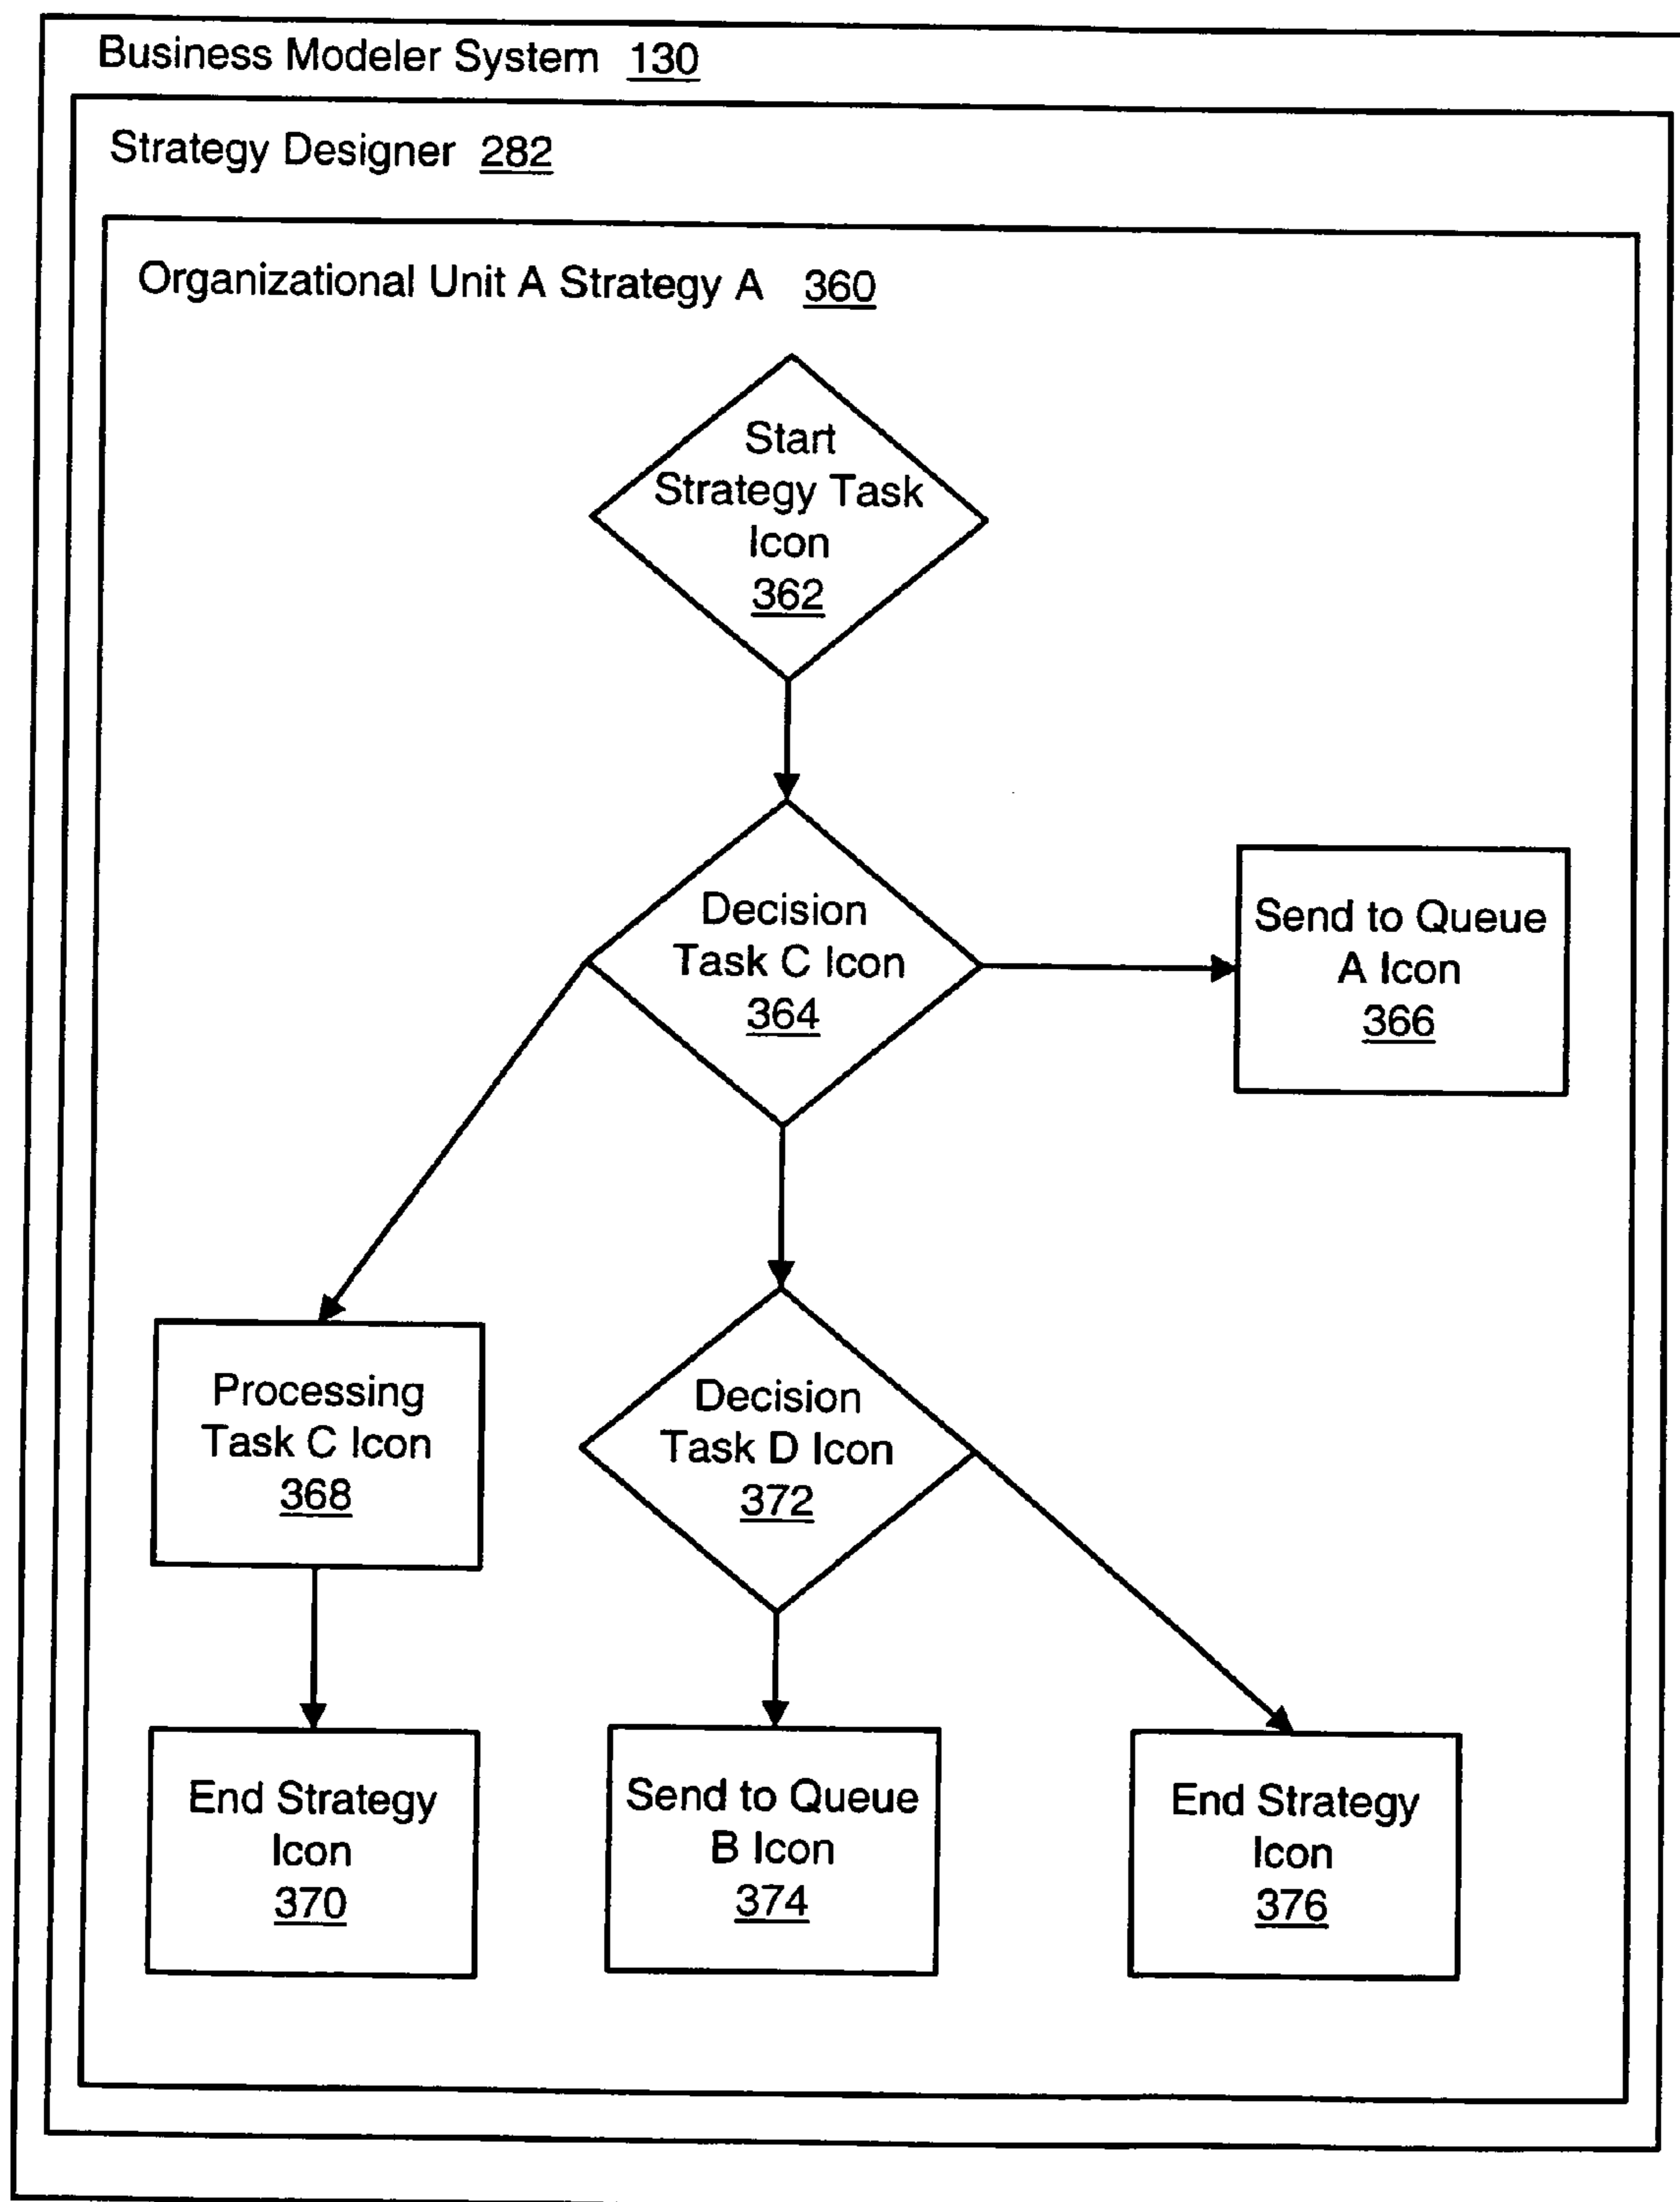 Business Modeler System 130
Strategy Designer 282
Organizational Unit A Strategy A 360
Start
Strategy Task
Icon
362
Decision
Task C Icon
364
Send to Queue
A Icon
366
Processing
Task C Icon
368
Decision
Task D Icon
372
End Strategy
Icon
370
Send to Queue
B Icon
374
End Strategy
Icon
376